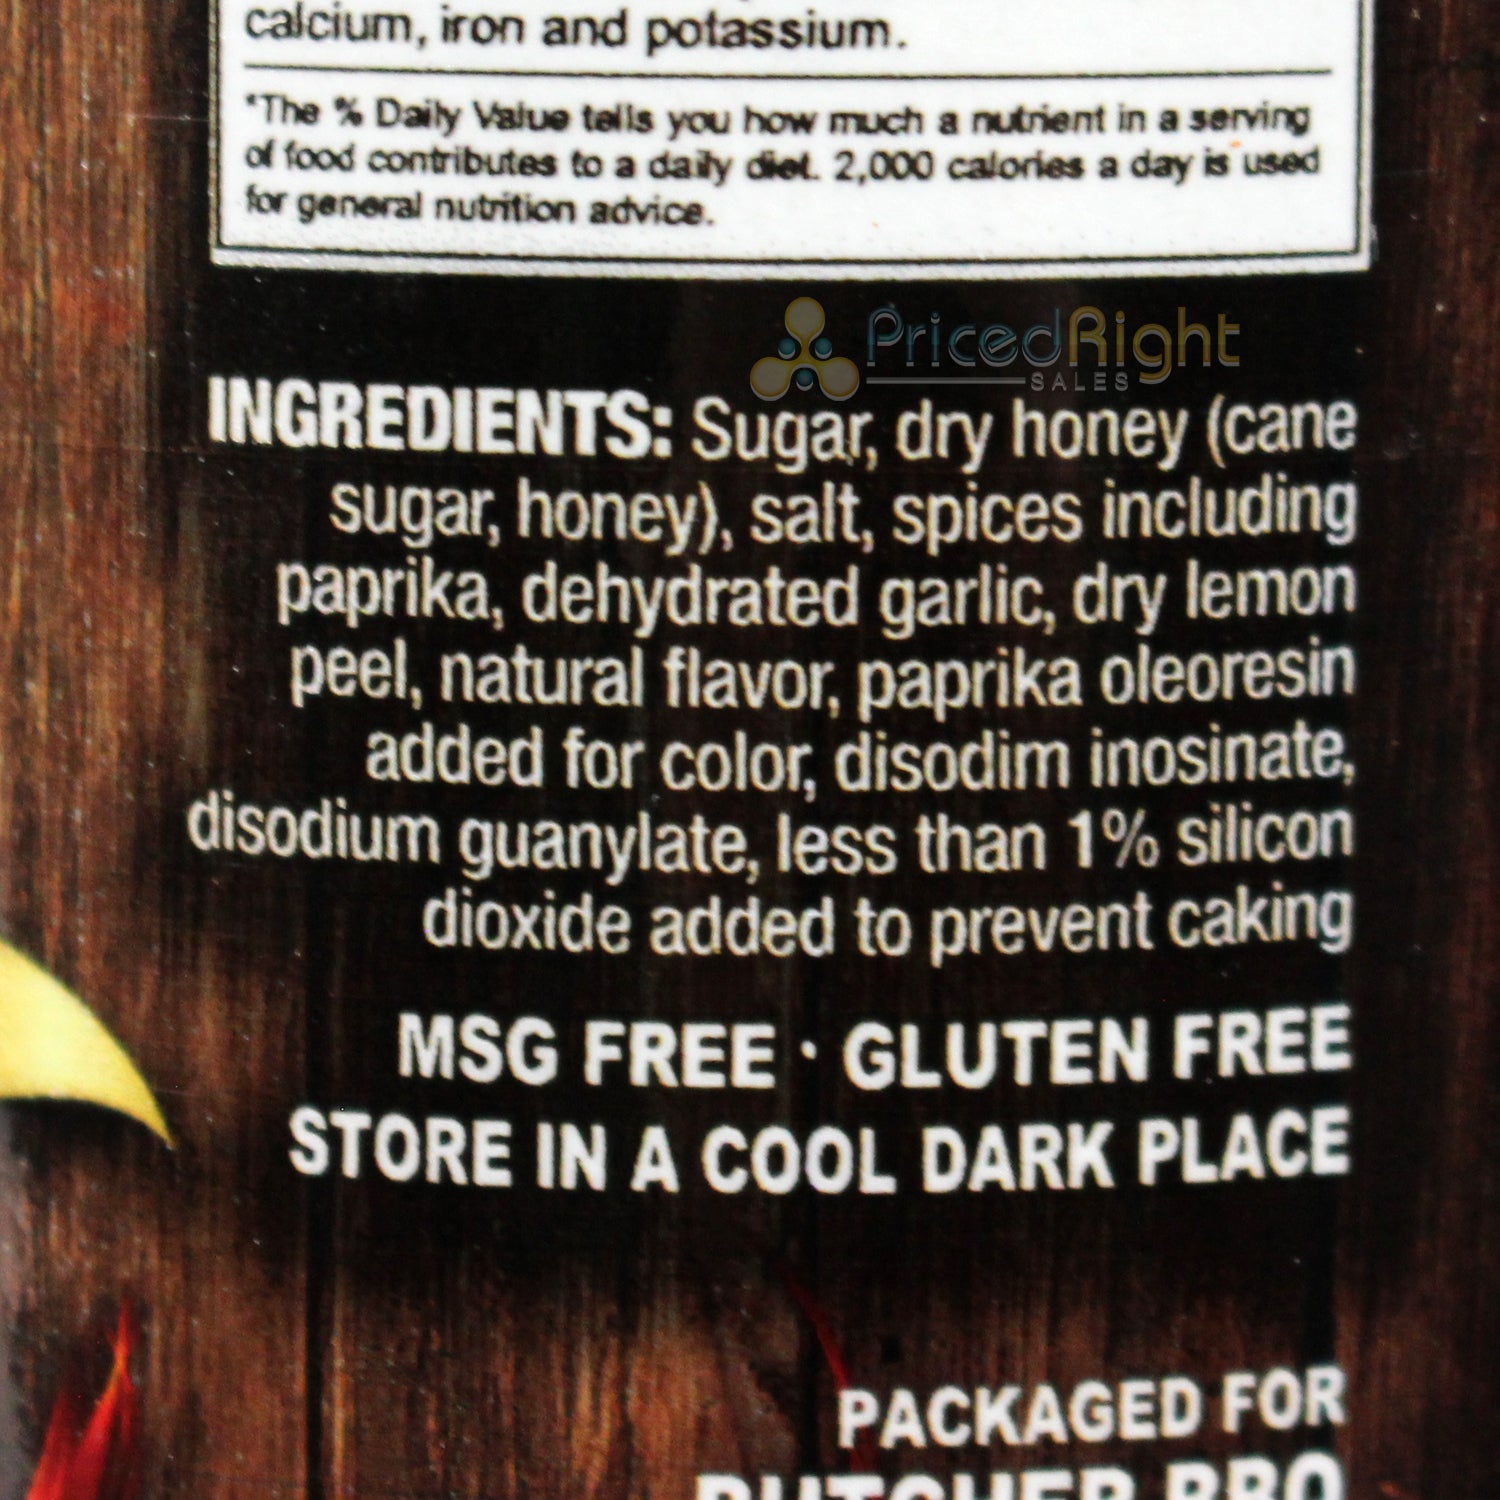 calcium, iron and potassium.
*The % Daily Value tells you how much a nutrient in a serving
of food contributes to a daily diet. 2,000 calories a day is used
for general nutrition advice.
PricedRight
SALES
INGREDIENTS: Sugar, dry honey (cane
sugar, honey), salt, spices including
paprika, dehydrated garlic, dry lemon
peel, natural flavor, paprika oleoresin
added for color, disodim inosinate,
disodium guanylate, less than 1% silicon
dioxide added to prevent caking
MSG FREE · GLUTEN FREE
STORE IN A COOL DARK PLACE
PACKAGED FOR
BUTCHER BBQ